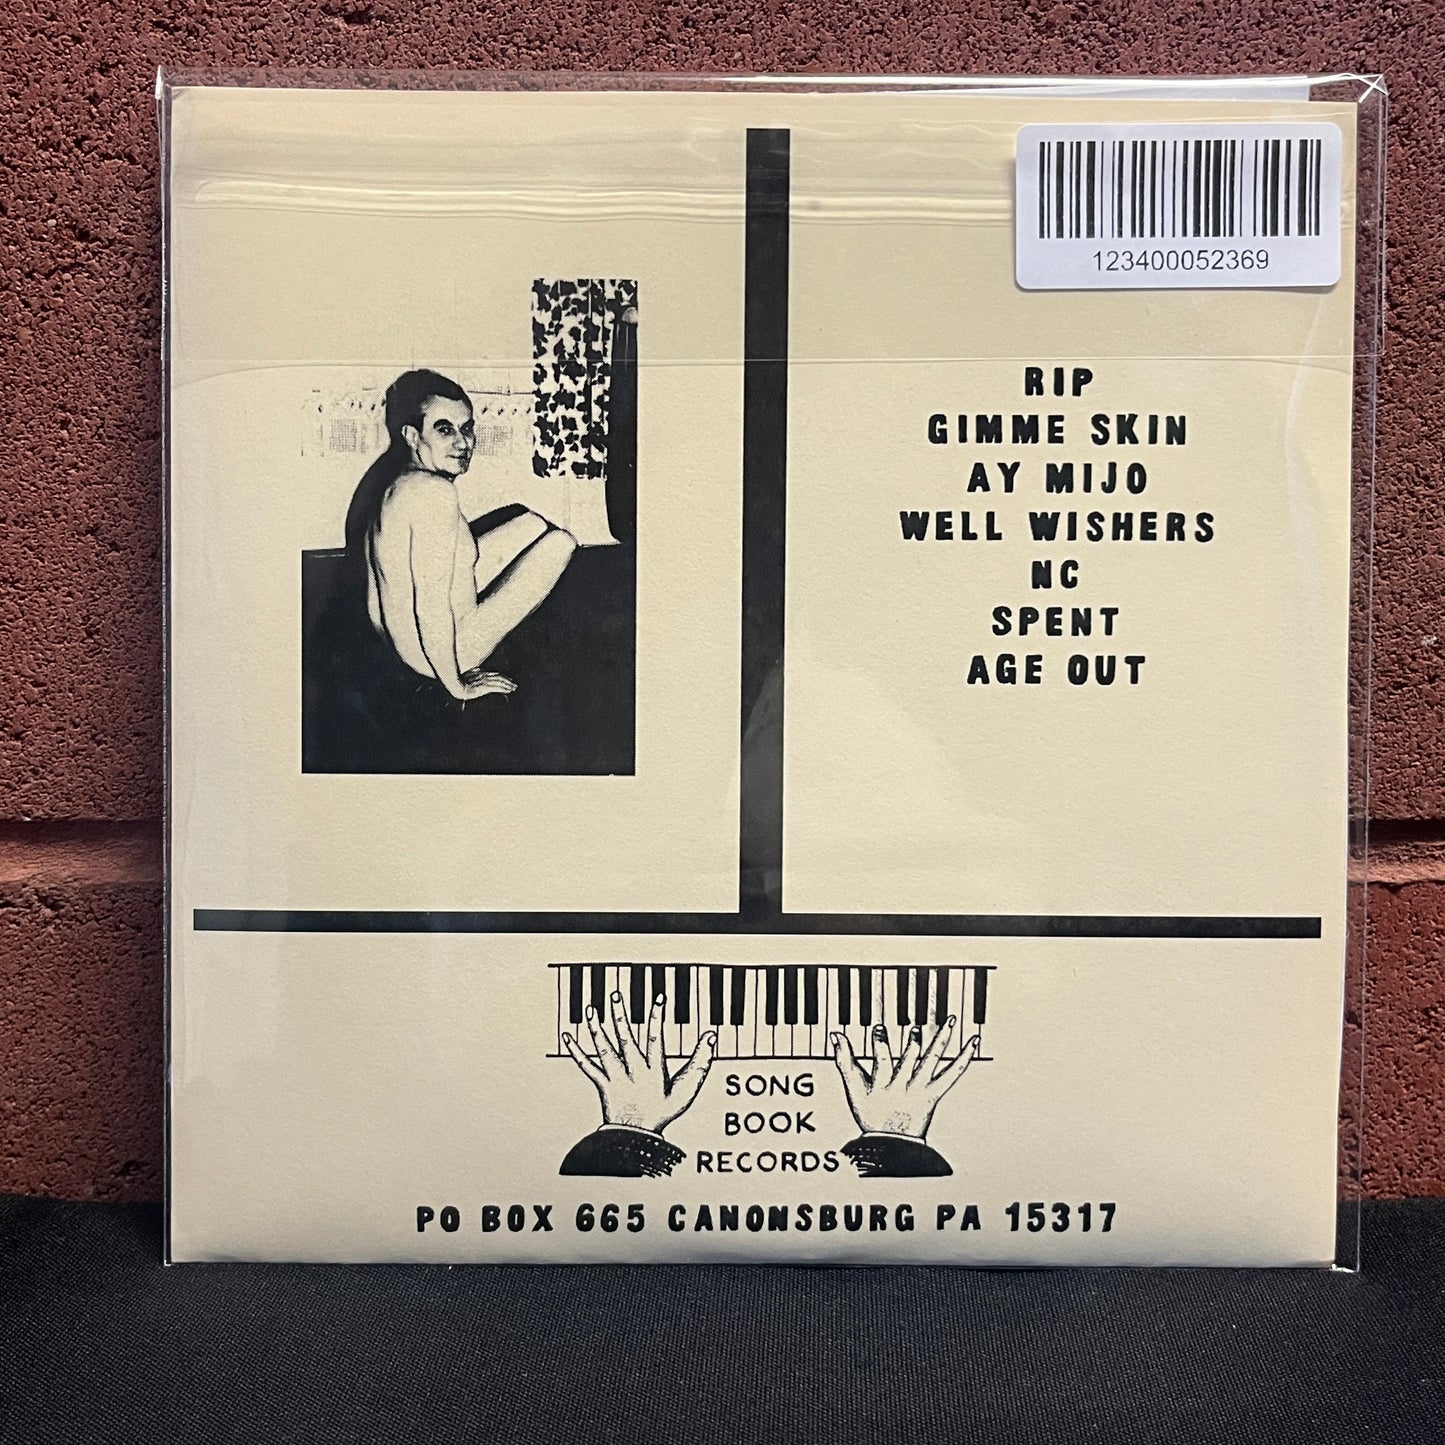 123400052369
RIP
GIMME SKIN
AY MIJO
WELL WISHERS
NC
SPENT
AGE OUT
SONG
BOOK
RECORDS
PO BOX 665 CANONSBURG PA 15317